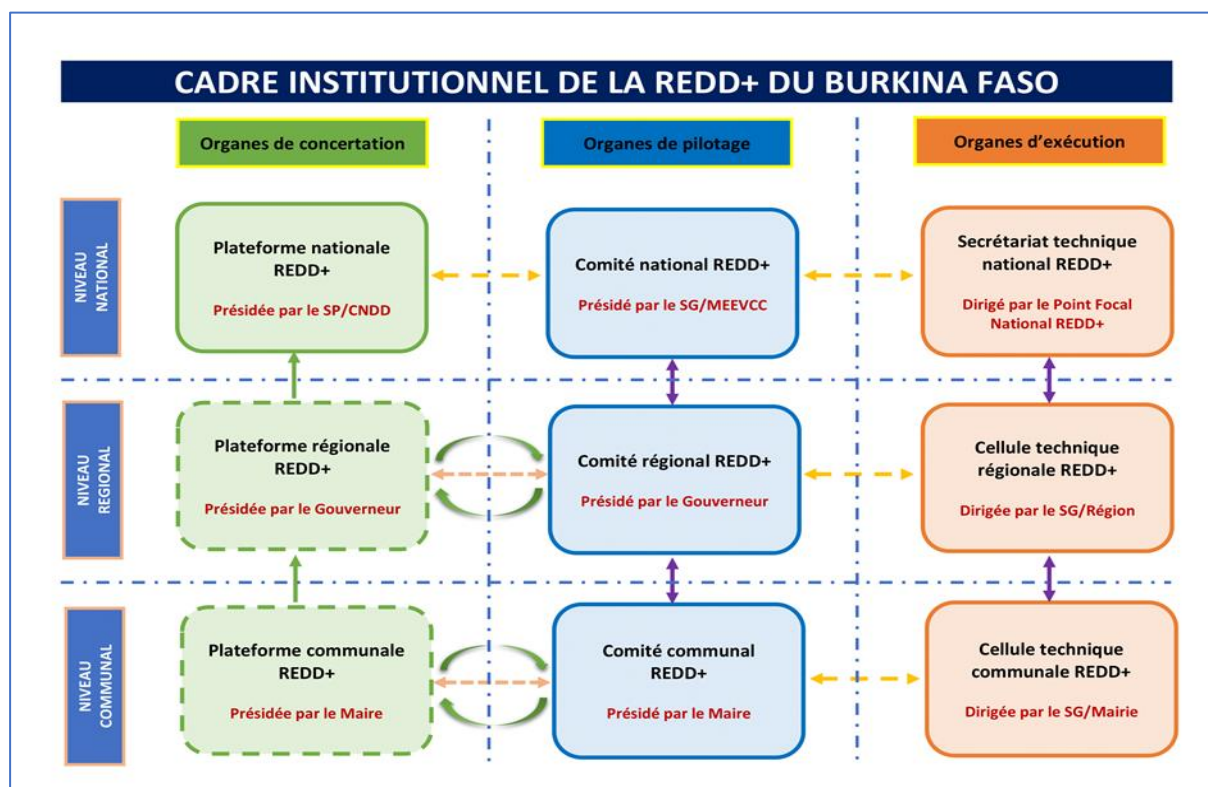 CADRE INSTITUTIONNEL DE LA REDD+ DU BURKINA FASO
Organes de concertation
Organes de pilotage
Organes d'exécution
NIVEAU
NATIONAL
Plateforme nationale
REDD+
Présidée par le SP/CNDD
Comité national REDD+
Présidé par le SG/MEEVCC
Secrétariat technique
national REDD+
Dirigé par le Point Focal
National REDD+
NIVEAU
REGIONAL
Plateforme régionale
REDD+
Présidée par le Gouverneur
Comité régional REDD+
Présidé par le Gouverneur
Cellule technique
régionale REDD+
Dirigée par le SG/Région
NIVEAU
COMMUNAL
Plateforme communale
REDD+
Présidée par le Maire
Comité communal
REDD+
Présidé par le Maire
Cellule technique
communale REDD+
Dirigée par le SG/Mairie